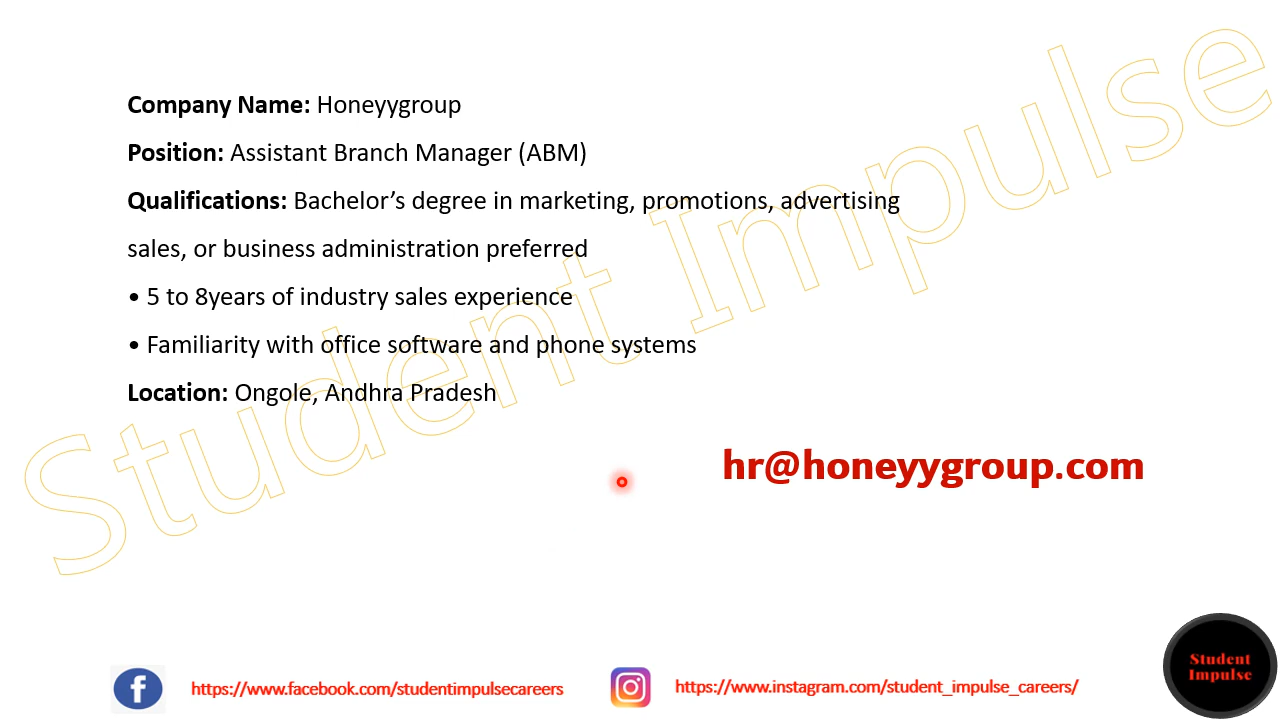 Student Impulse
Company Name: Honeyygroup
Position: Assistant Branch Manager (ABM)
Qualifications: Bachelor’s degree in marketing, promotions, advertising
sales, or business administration preferred
• 5 to 8years of industry sales experience
• Familiarity with office software and phone systems
Location: Ongole, Andhra Pradesh
hr@honeyygroup.com
https://www.facebook.com/studentimpulsecareers
https://www.instagram.com/student_impulse_careers/
Student
Impulse